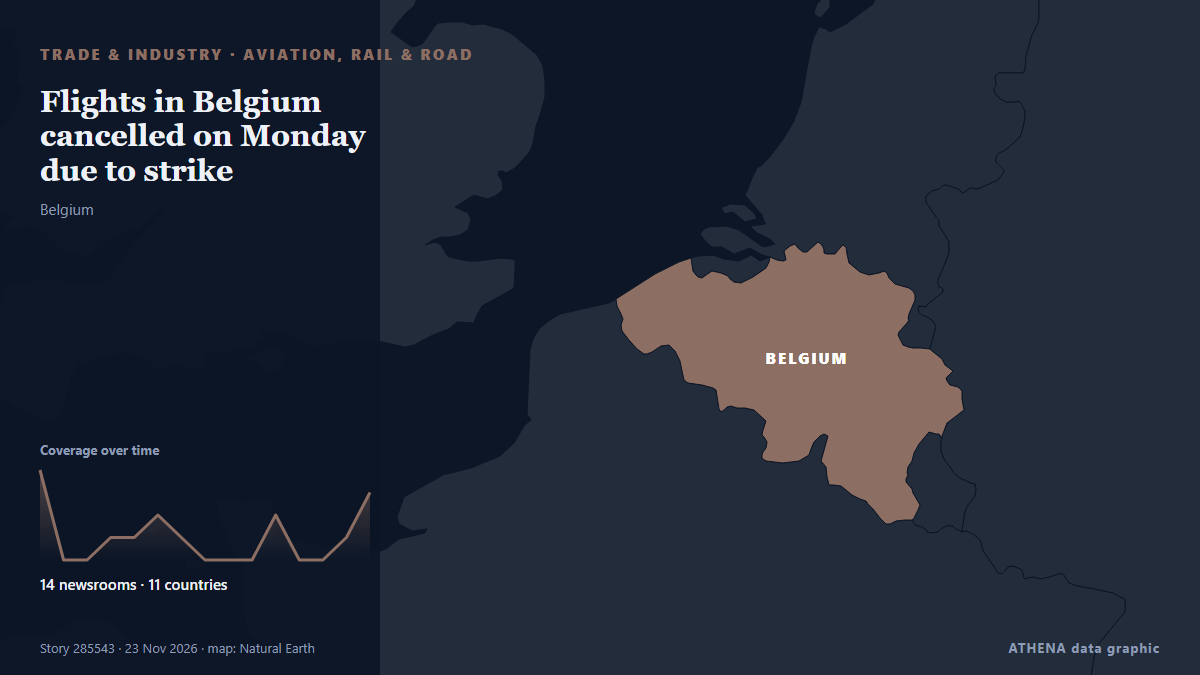 TRADE & INDUSTRY · AVIATION, RAIL & ROAD
Flights in Belgium
cancelled on Monday
due to strike
Belgium
BELGIUM
Coverage over time
14 newsrooms · 11 countries
Story 285543 · 23 Nov 2026 · map: Natural Earth
ATHENA data graphic